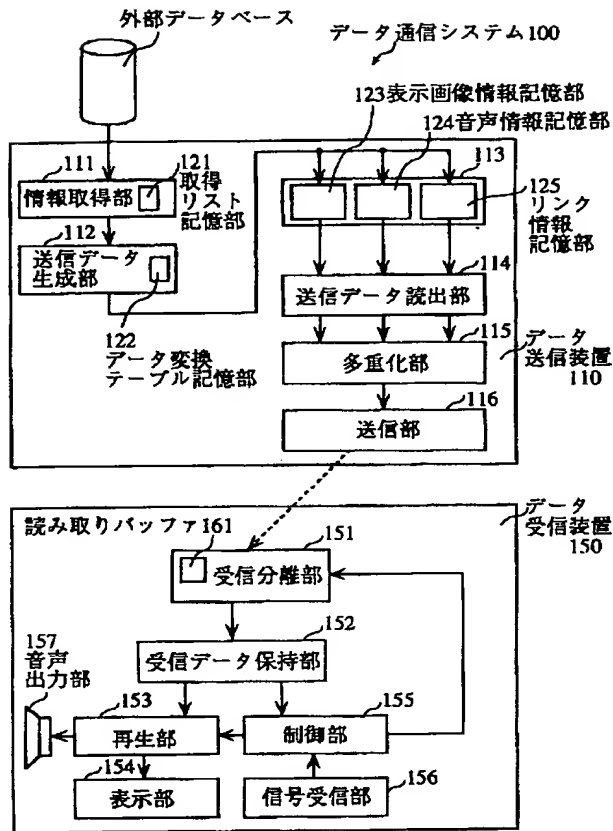 外部データベース
データ通信システム100
123表示画像情報記憶部
124音声情報記憶部
111
121
取得
リスト
記憶部
情報取得部
113
125
リンク
情報
記憶部
112
送信データ
生成部
114
送信データ読出部
122
データ変換
テーブル記憶部
115
多重化部
データ
送信装置
110
116
送信部
データ
受信装置
150
読み取りバッファ161
151
受信分離部
152
受信データ保持部
157
音声
出力部
153
再生部
155
制御部
154
表示部
156
信号受信部